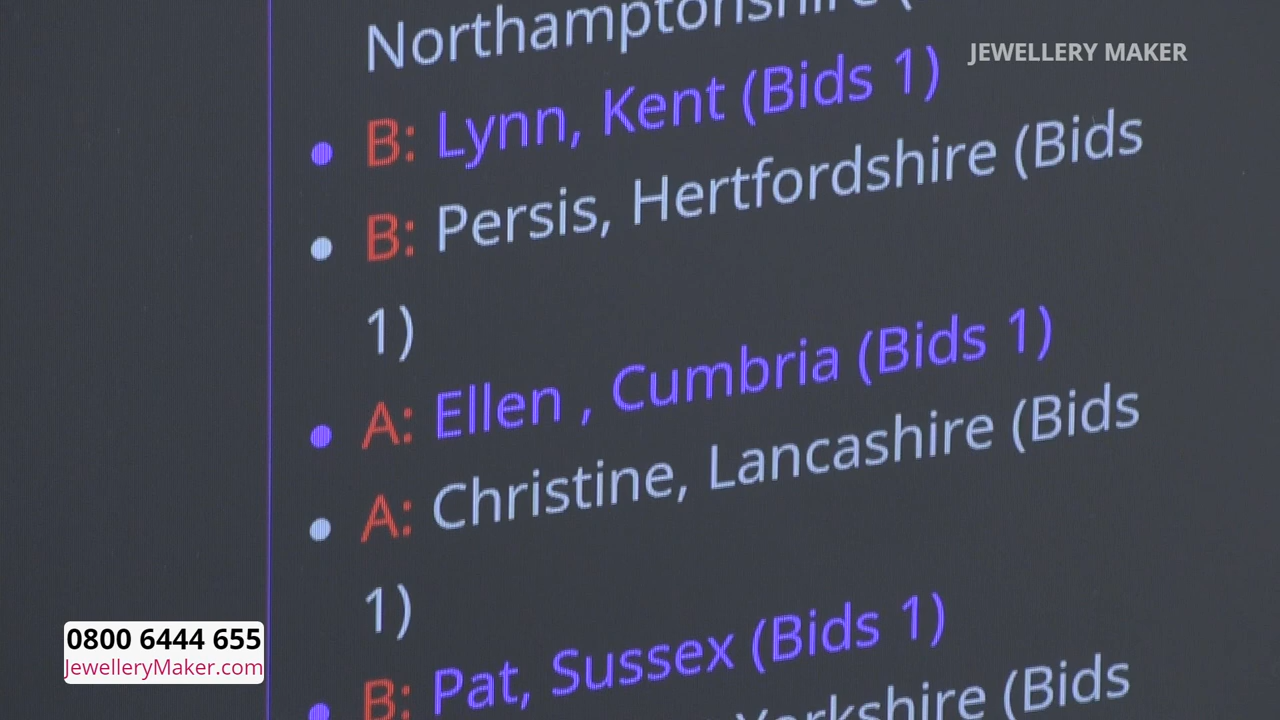 Northamptonshire (
JEWELLERY MAKER
• B: Lynn, Kent (Bids 1)
• B: Persis, Hertfordshire (Bids
1)
• A: Ellen , Cumbria (Bids 1)
• A: Christine, Lancashire (Bids
1)
• B: Pat, Sussex (Bids 1)
Yorkshire (Bids
0800 6444 655
JewelleryMaker.com